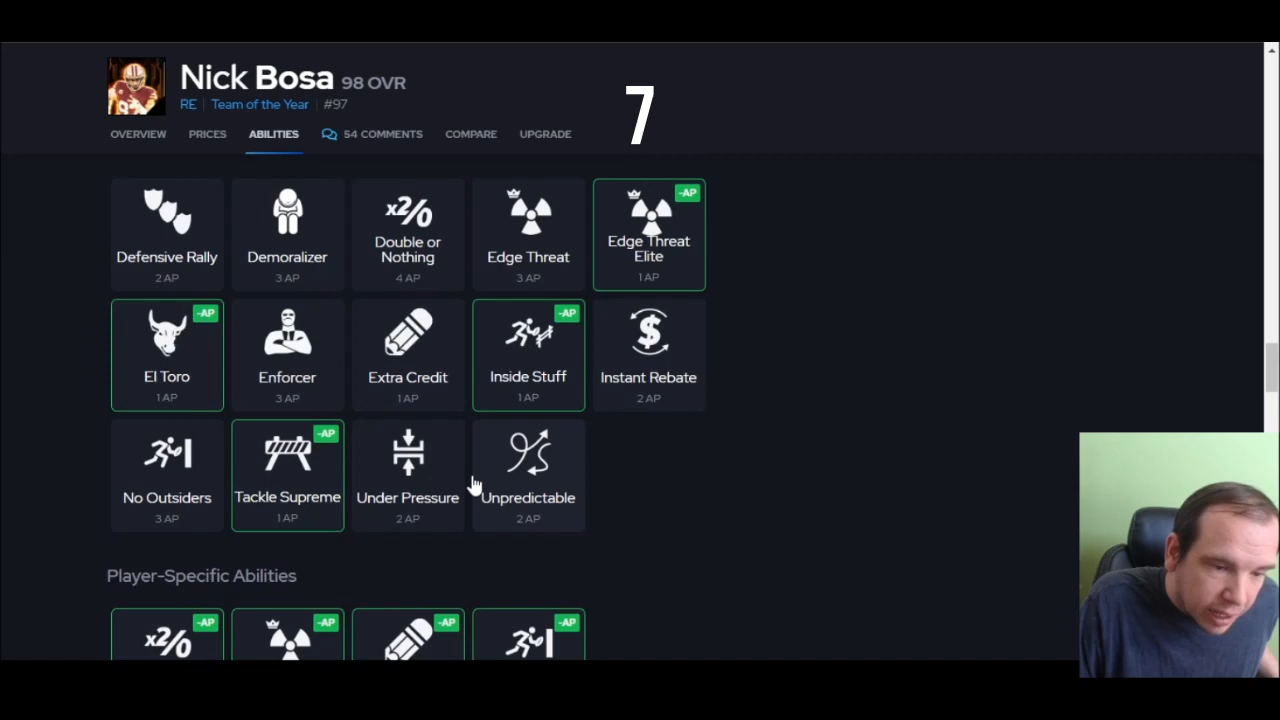 Nick Bosa 98 OVR
RE | Team of the Year | #97
7
OVERVIEW PRICES ABILITIES 54 COMMENTS COMPARE UPGRADE
Defensive Rally
2 AP
Demoralizer
3 AP
x2/0
Double or
Nothing
4 AP
Edge Threat
3 AP
-AP
Edge Threat
Elite
1 AP
-AP
El Toro
1 AP
Enforcer
3 AP
Extra Credit
1 AP
-AP
Inside Stuff
1 AP
$
Instant Rebate
2 AP
No Outsiders
3 AP
-AP
Tackle Supreme
1 AP
Under Pressure
2 AP
Unpredictable
2 AP
Player-Specific Abilities
-AP
x2/0
-AP
-AP
-AP